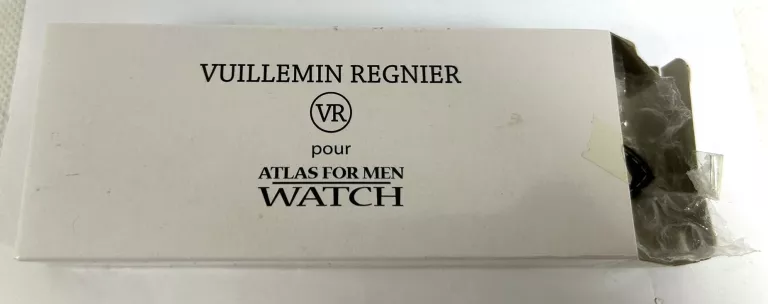 VUILLEMIN REGNIER
VR
pour
ATLAS FOR MEN
WATCH